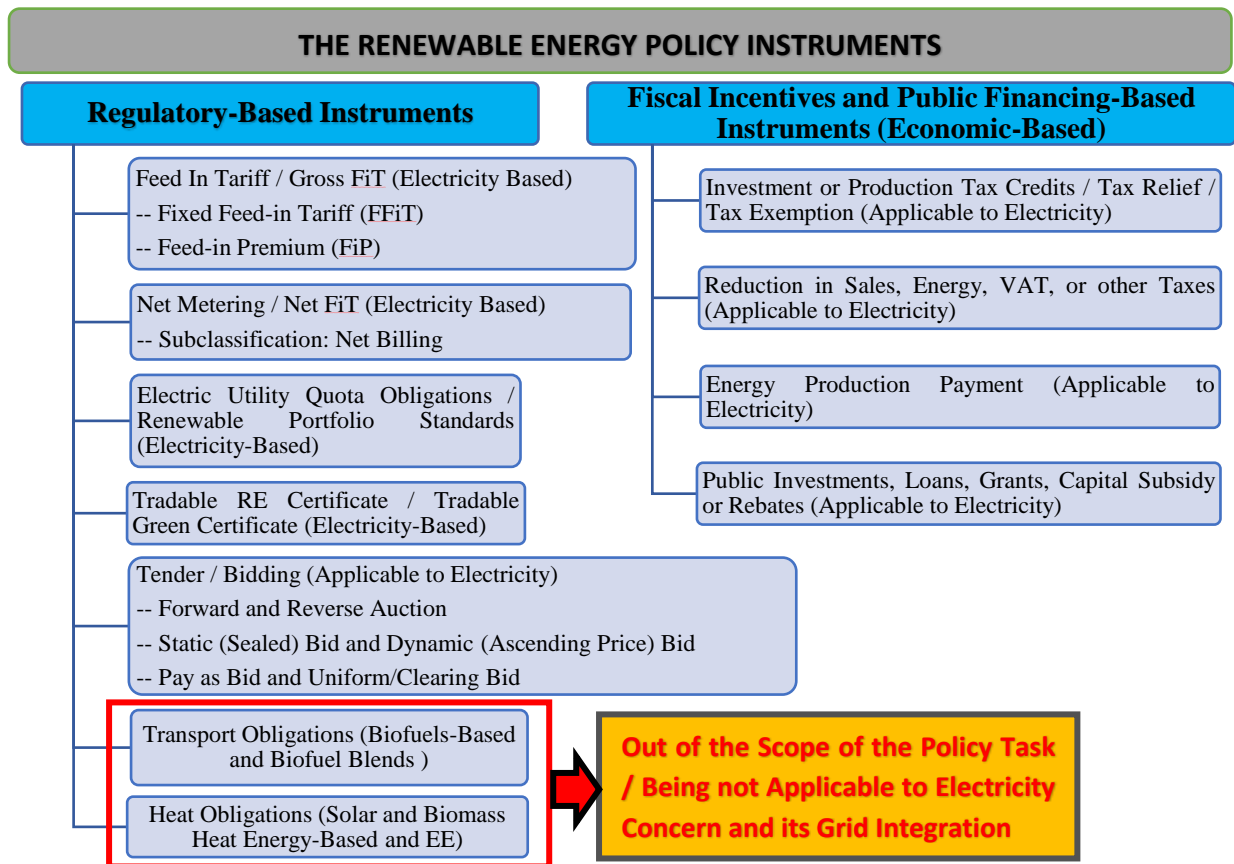 THE RENEWABLE ENERGY POLICY INSTRUMENTS
Regulatory-Based Instruments
Feed In Tariff / Gross FiT (Electricity Based)
-- Fixed Feed-in Tariff (FFiT)
-- Feed-in Premium (FiP)
Net Metering / Net FiT (Electricity Based)
-- Subclassification: Net Billing
Electric Utility Quota Obligations /
Renewable Portfolio Standards
(Electricity-Based)
Tradable RE Certificate / Tradable
Green Certificate (Electricity-Based)
Tender / Bidding (Applicable to Electricity)
-- Forward and Reverse Auction
-- Static (Sealed) Bid and Dynamic (Ascending Price) Bid
-- Pay as Bid and Uniform/Clearing Bid
Transport Obligations (Biofuels-Based
and Biofuel Blends )
Heat Obligations (Solar and Biomass
Heat Energy-Based and EE)
Fiscal Incentives and Public Financing-Based
Instruments (Economic-Based)
Investment or Production Tax Credits / Tax Relief /
Tax Exemption (Applicable to Electricity)
Reduction in Sales, Energy, VAT, or other Taxes
(Applicable to Electricity)
Energy Production Payment (Applicable to
Electricity)
Public Investments, Loans, Grants, Capital Subsidy
or Rebates (Applicable to Electricity)
Out of the Scope of the Policy Task
/ Being not Applicable to Electricity
Concern and its Grid Integration